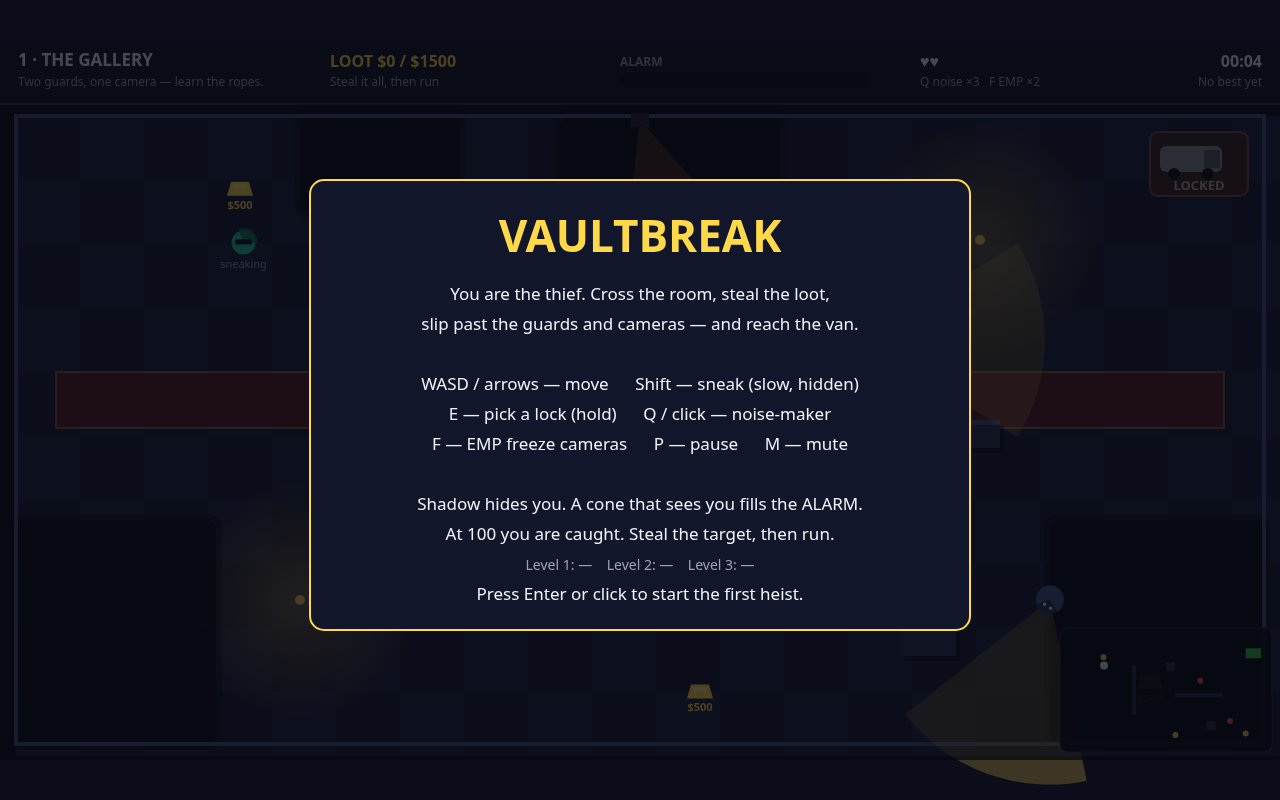 1 · THE GALLERY
Two guards, one camera — learn the ropes.
LOOT $0 / $1500
Steal it all, then run
ALARM
♥♥
Q noise ×3 F EMP ×2
00:04
No best yet
$500
sneaking
LOCKED
VAULTBREAK
You are the thief. Cross the room, steal the loot,
slip past the guards and cameras — and reach the van.
WASD / arrows — move Shift — sneak (slow, hidden)
E — pick a lock (hold) Q / click — noise-maker
F — EMP freeze cameras P — pause M — mute
Shadow hides you. A cone that sees you fills the ALARM.
At 100 you are caught. Steal the target, then run.
Level 1: — Level 2: — Level 3: —
Press Enter or click to start the first heist.
$500
$500